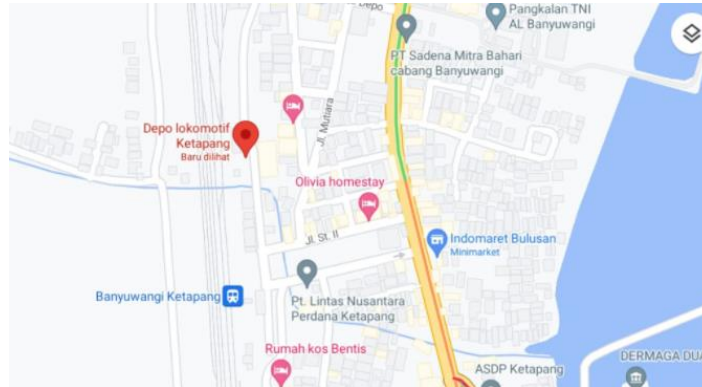 Depo
Pangkalan TNI
AL Banyuwangi
PT Sadena Mitra Bahari
cabang Banyuwangi
Depo lokomotif
Ketapang
Baru dilihat
Jl. Mutiara
Olivia homestay
Jl. St. II
Indomaret Bulusan
Minimarket
Banyuwangi Ketapang
Pt. Lintas Nusantara
Perdana Ketapang
Rumah kos Bentis
ASDP Ketapang
DERMAGA DUA